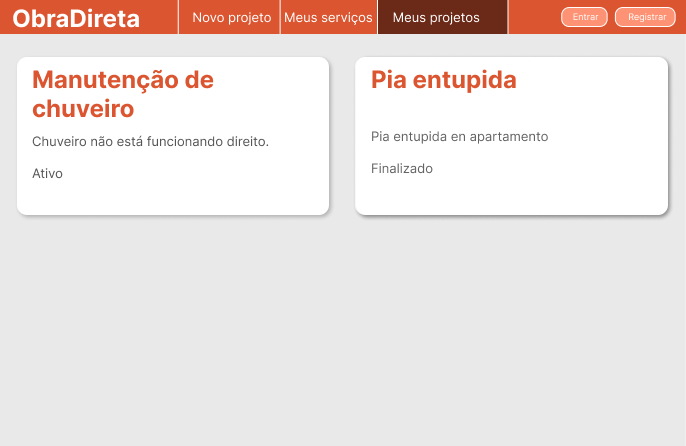 ObraDireta
Novo projeto
Meus serviços
Meus projetos
Entrar
Registrar
Manutenção de
chuveiro
Chuveiro não está funcionando direito.
Ativo
Pia entupida
Pia entupida en apartamento
Finalizado